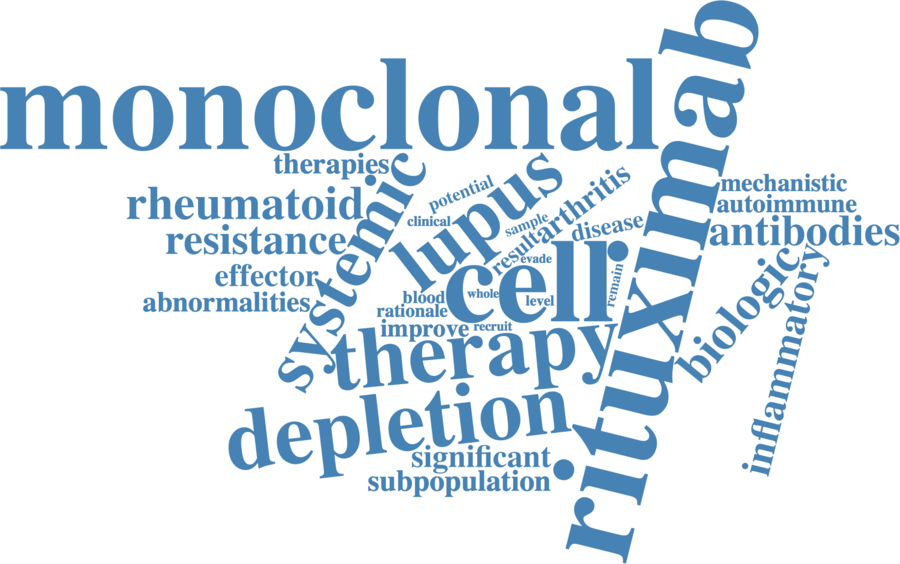 monoclonal
rituximab
therapies
systemic
potential
lupus
arthritis
mechanistic
rheumatoid
clinical
sample
disease
autoimmune
resistance
result
antibodies
effector
evade
cell
remain
biologic
inflammatory
abnormalities
blood
whole
level
rationale
improve
recruit
therapy
depletion
significant
subpopulation